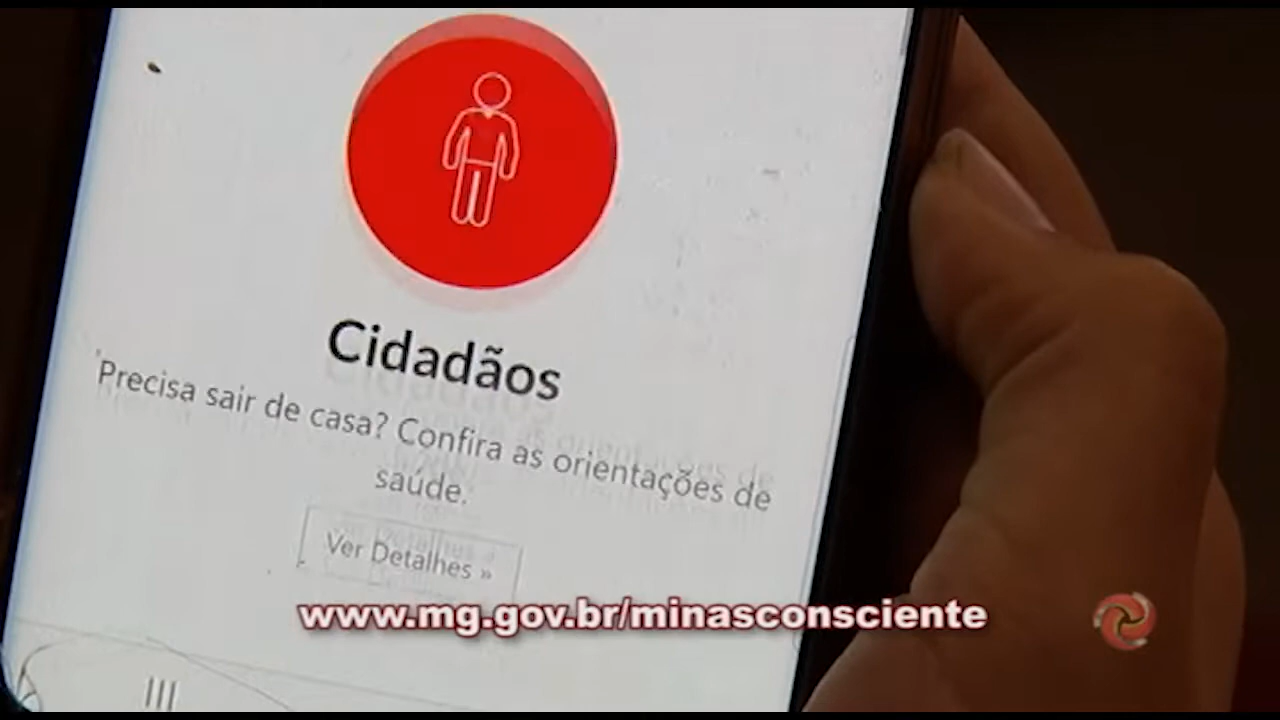 Cidadãos
Precisa sair de casa? Confira as orientações de
saúde.
Ver Detalhes »
www.mg.gov.br/minasconsciente